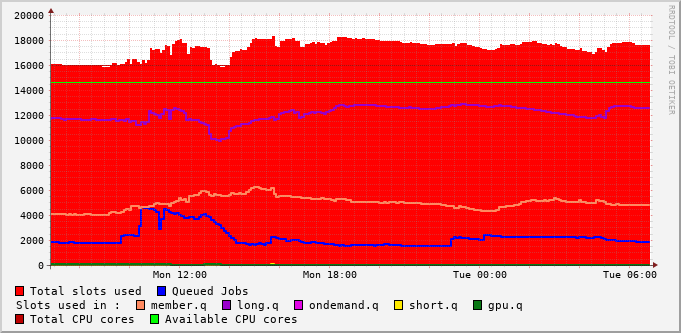 RRDTOOL / TOBI OETIKER
20000
18000
16000
14000
12000
10000
8000
6000
4000
2000
0
Mon 12:00 Mon 18:00 Tue 00:00 Tue 06:00
Total slots used Queued Jobs
Slots used in : member.q long.q ondemand.q short.q gpu.q
Total CPU cores Available CPU cores